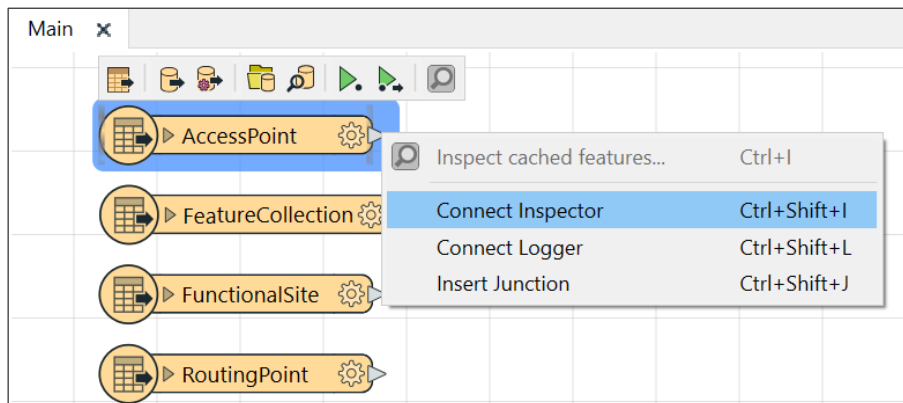 Main
AccessPoint
Inspect cached features... Ctrl+I
Connect Inspector Ctrl+Shift+I
FeatureCollection
Connect Logger Ctrl+Shift+L
Insert Junction Ctrl+Shift+J
FunctionalSite
RoutingPoint